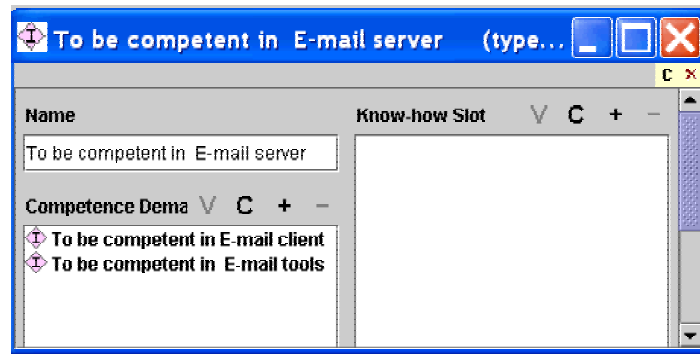 To be competent in E-mail server (type...
C ×
Name
To be competent in E-mail server
Competence Dema V C + -
I To be competent in E-mail client
I To be competent in E-mail tools
Know-how Slot V C + -